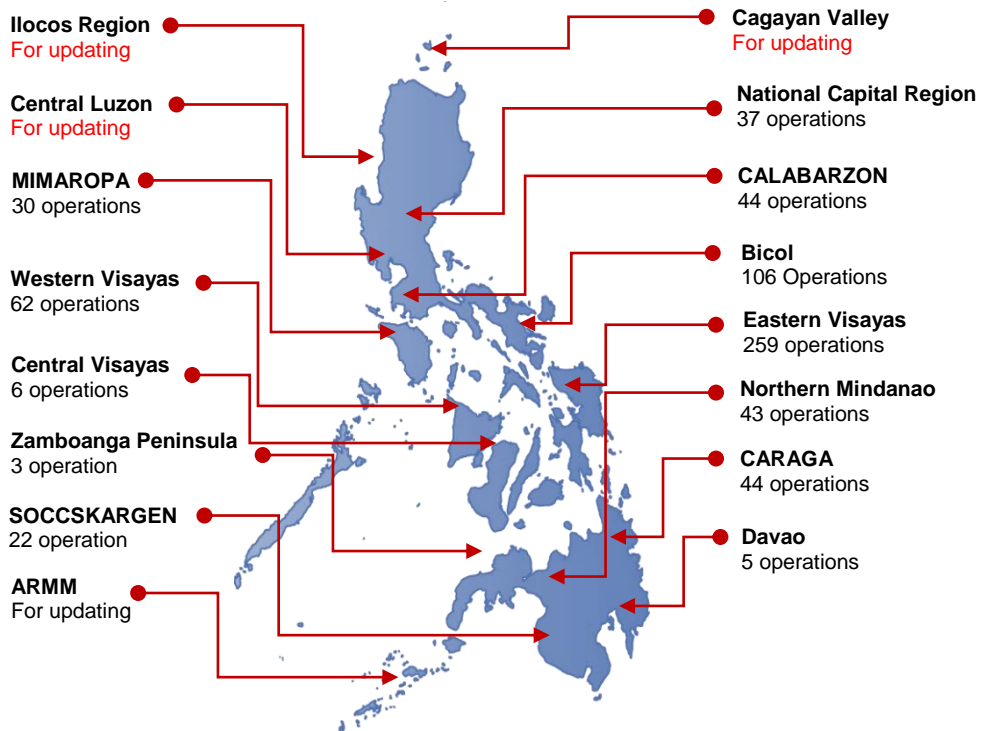 Ilocos Region
For updating
Central Luzon
For updating
MIMAROPA
30 operations
Western Visayas
62 operations
Central Visayas
6 operations
Zamboanga Peninsula
3 operation
SOCCSKARGEN
22 operation
ARMM
For updating
Cagayan Valley
For updating
National Capital Region
37 operations
CALABARZON
44 operations
Bicol
106 Operations
Eastern Visayas
259 operations
Northern Mindanao
43 operations
CARAGA
44 operations
Davao
5 operations